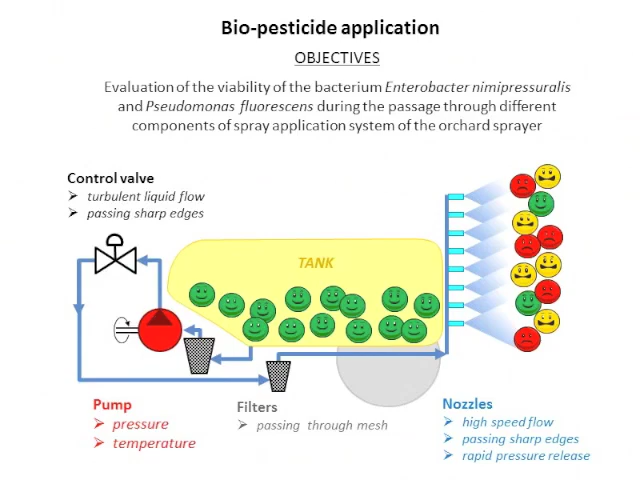 Bio-pesticide application
OBJECTIVES
Evaluation of the viability of the bacterium Enterobacter nimipressuralis
and Pseudomonas fluorescens during the passage through different
components of spray application system of the orchard sprayer
Control valve
➢ turbulent liquid flow
➢ passing sharp edges
TANK
Pump
➢ pressure
➢ temperature
Filters
➢ passing through mesh
Nozzles
➢ high speed flow
➢ passing sharp edges
➢ rapid pressure release